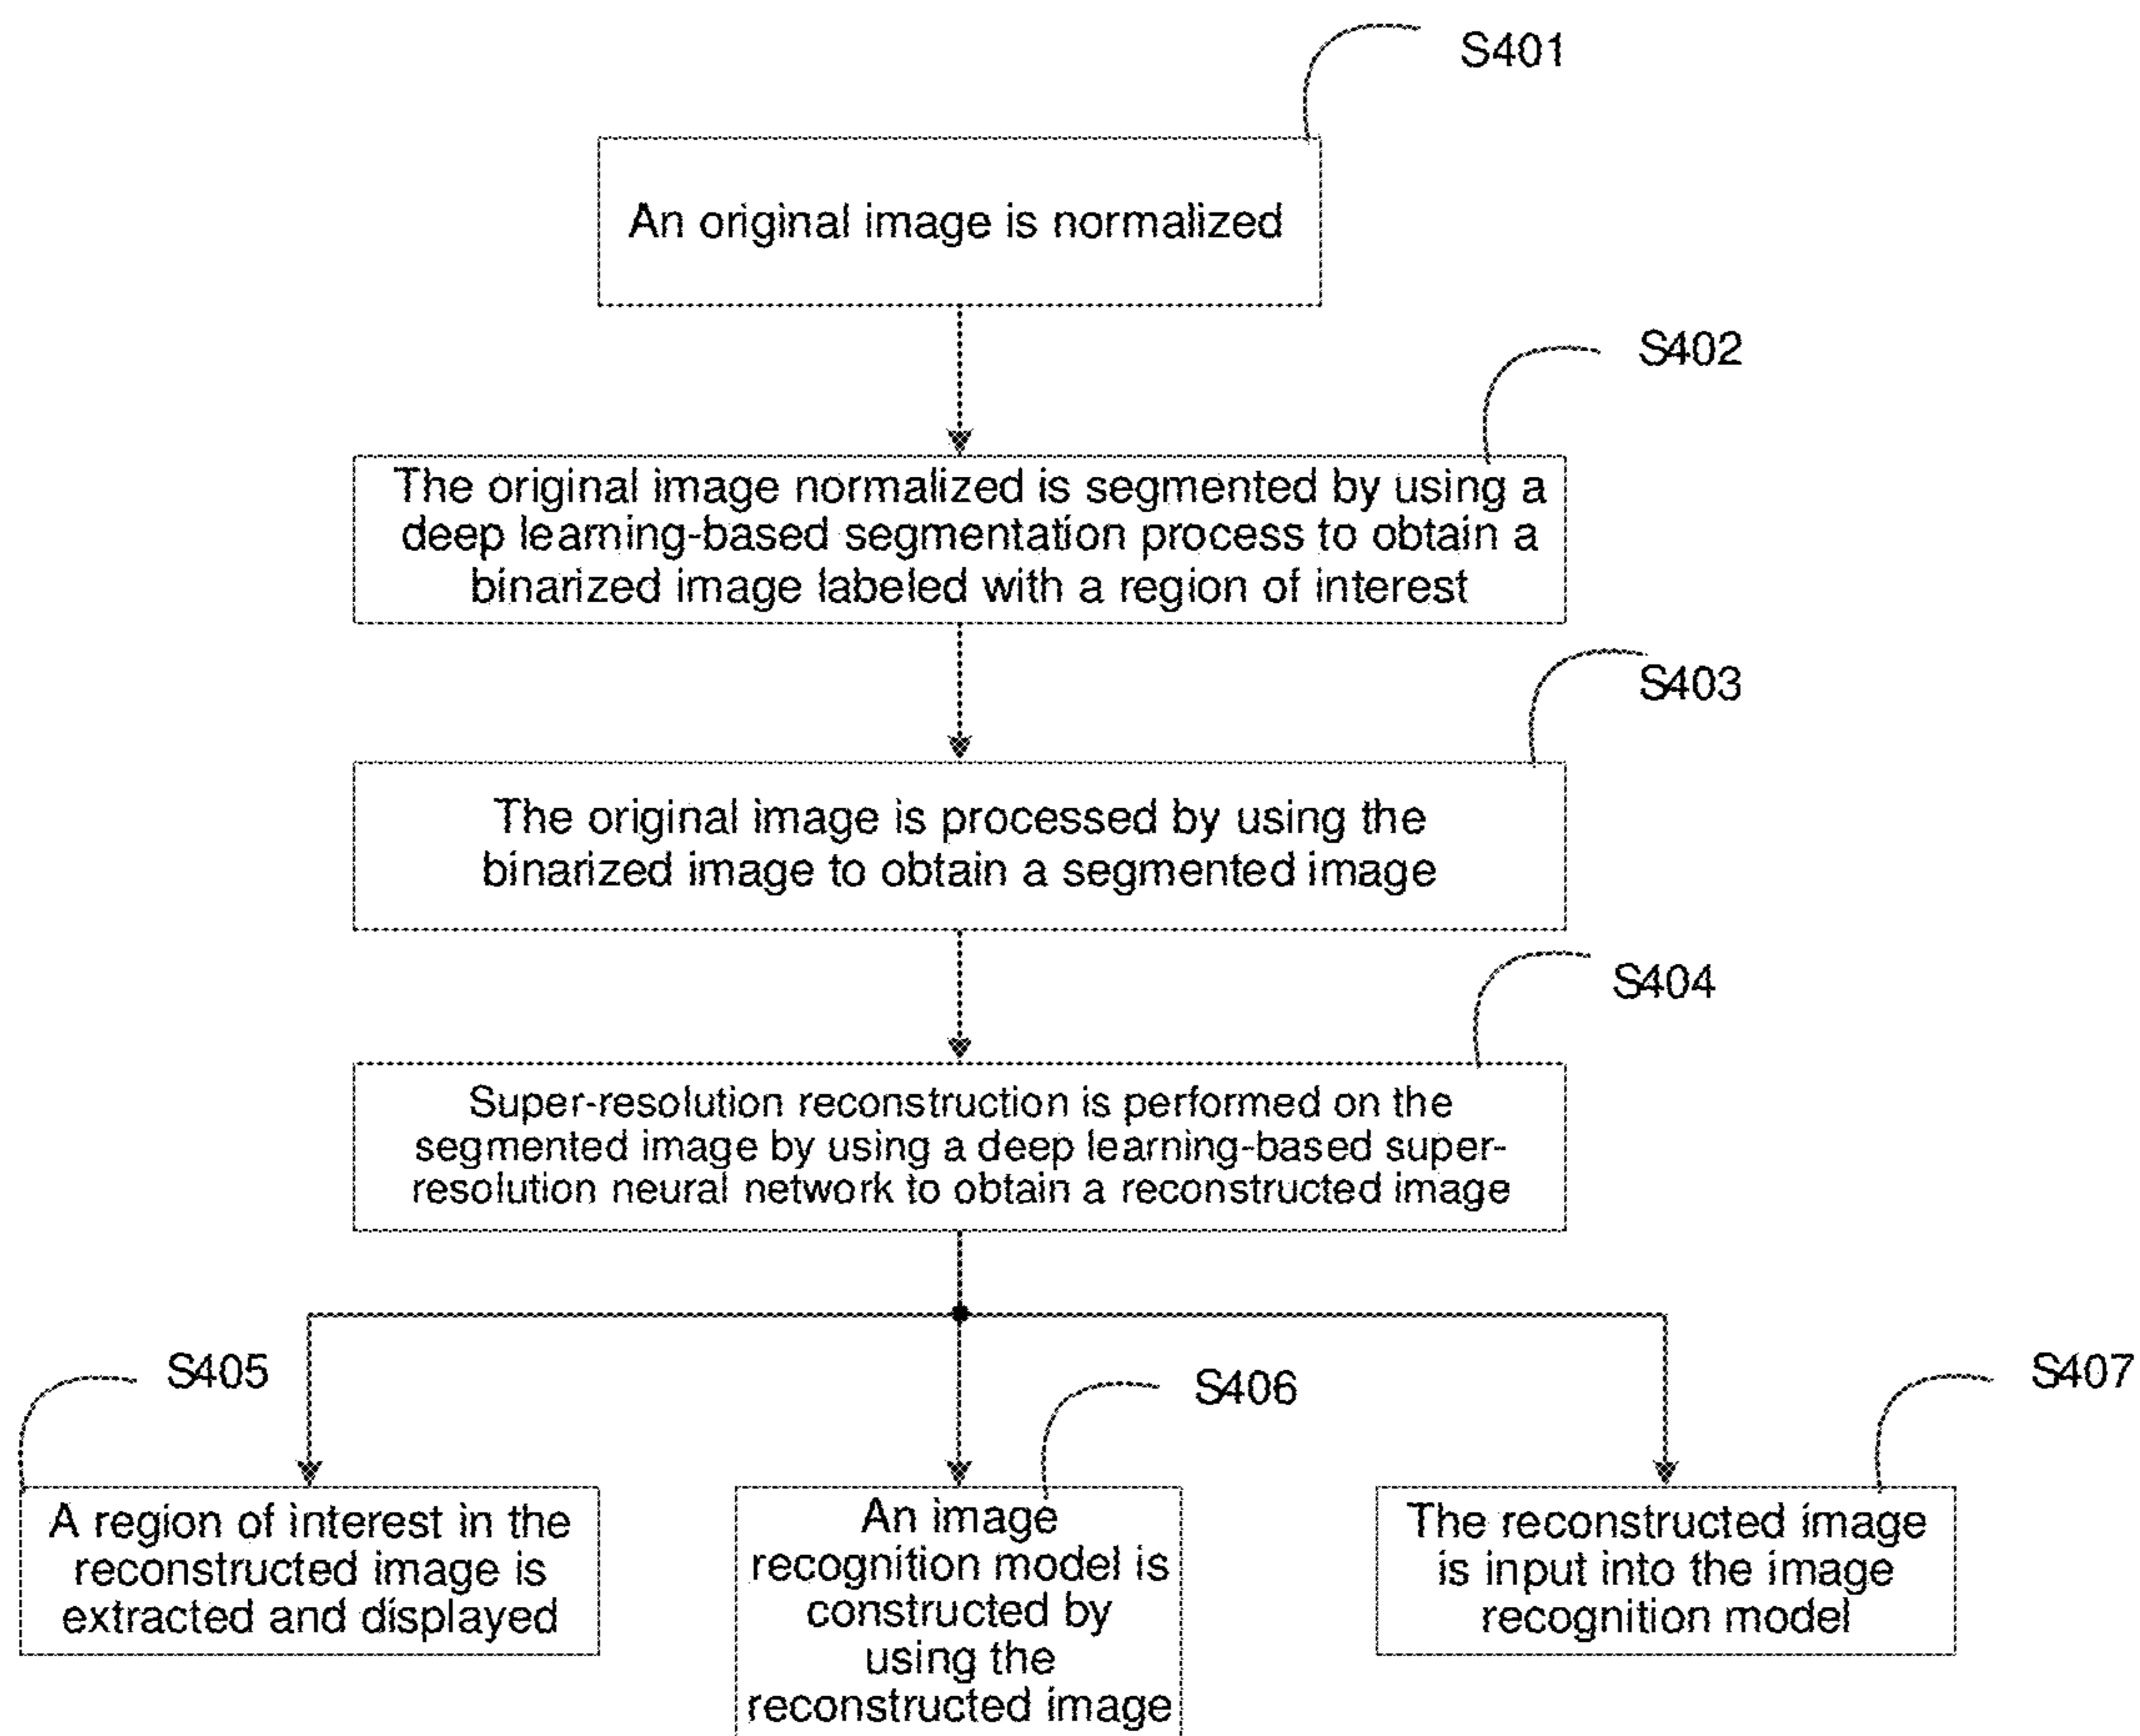 S401
An original image is normalized
S402
The original image normalized is segmented by using a
deep learning-based segmentation process to obtain a
binarized image labeled with a region of interest
S403
The original image is processed by using the
binarized image to obtain a segmented image
S404
Super-resolution reconstruction is performed on the
segmented image by using a deep learning-based super-
resolution neural network to obtain a reconstructed image
S405
A region of interest in the
reconstructed image is
extracted and displayed
S406
An image
recognition model is
constructed by
using the
reconstructed image
S407
The reconstructed image
is input into the image
recognition model